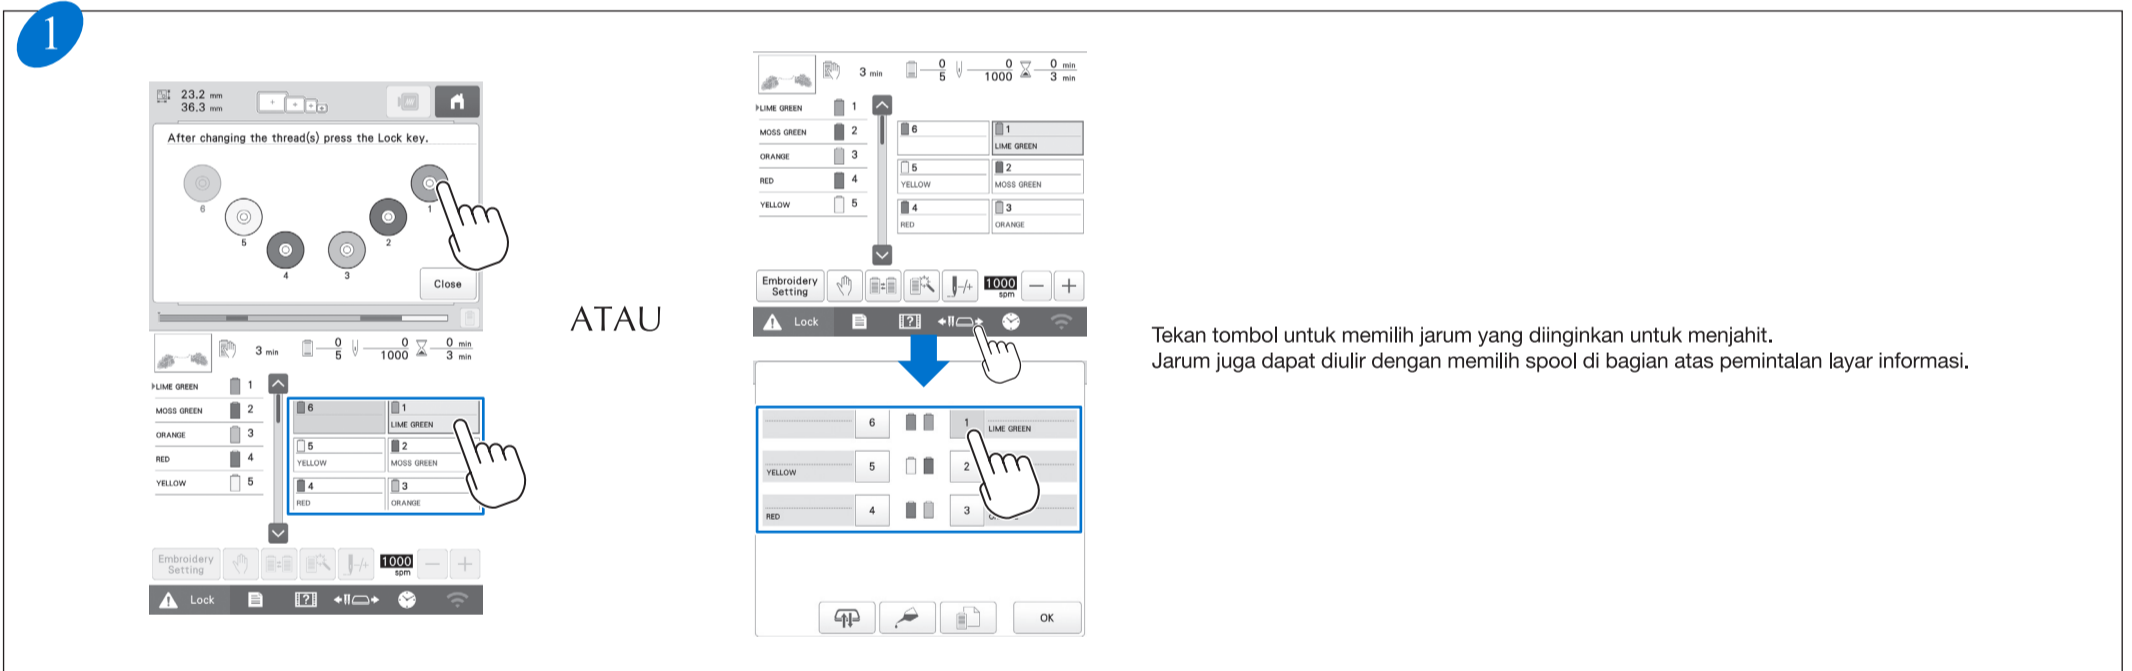 1
23.2 mm
36.3 mm
After changing the thread(s) press the Lock key.
6
1
5
2
4
3
Close
3 min
0
5
0
1000
0 min
3 min
LIME GREEN 1
MOSS GREEN 2
ORANGE 3
RED 4
YELLOW 5
6
1
LIME GREEN
5
YELLOW
2
MOSS GREEN
4
RED
3
ORANGE
Embroidery
Setting
-/+
1000
spm
− +
Lock
ATAU
3 min
0
5
0
1000
0 min
3 min
LIME GREEN 1
MOSS GREEN 2
ORANGE 3
RED 4
YELLOW 5
6
1
LIME GREEN
5
YELLOW
2
MOSS GREEN
4
RED
3
ORANGE
Embroidery
Setting
-/+
1000
spm
− +
Lock
6
1 LIME GREEN
YELLOW 5
2
RED 4
3
OK
Tekan tombol untuk memilih jarum yang diinginkan untuk menjahit.
Jarum juga dapat diulir dengan memilih spool di bagian atas pemintalan layar informasi.